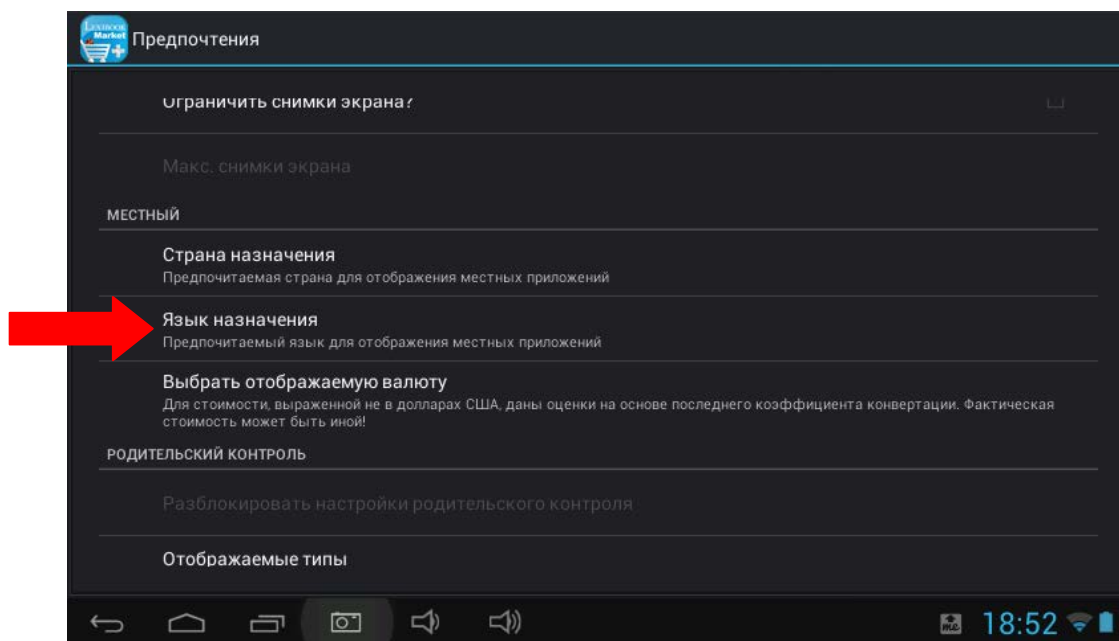 Lexibook
Market
Предпочтения
Ограничить снимки экрана?
Макс. снимки экрана
МЕСТНЫЙ
Страна назначения
Предпочитаемая страна для отображения местных приложений
Язык назначения
Предпочитаемый язык для отображения местных приложений
Выбрать отображаемую валюту
Для стоимости, выраженной не в долларах США, даны оценки на основе последнего коэффициента конвертации. Фактическая
стоимость может быть иной!
РОДИТЕЛЬСКИЙ КОНТРОЛЬ
Разблокировать настройки родительского контроля
Отображаемые типы
me
18:52